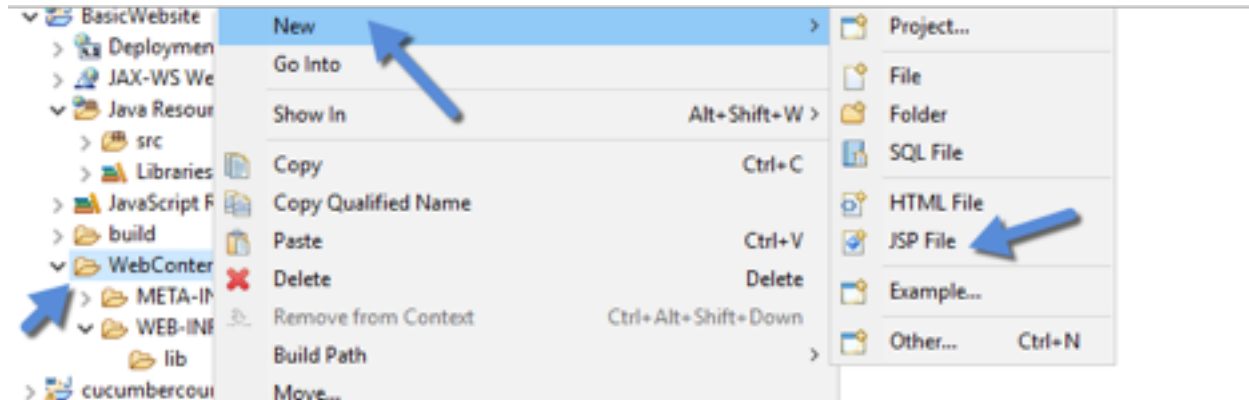 BasicWebsite
Deploymen
JAX-WS We
Java Resour
src
Libraries
JavaScript R
build
WebConter
META-IN
WEB-INF
lib
cucumbercour
New
Go Into
Show In Alt+Shift+W
Copy Ctrl+C
Copy Qualified Name
Paste Ctrl+V
Delete Delete
Remove from Context Ctrl+Alt+Shift+Down
Build Path
Move...
Project...
File
Folder
SQL File
HTML File
JSP File
Example...
Other... Ctrl+N